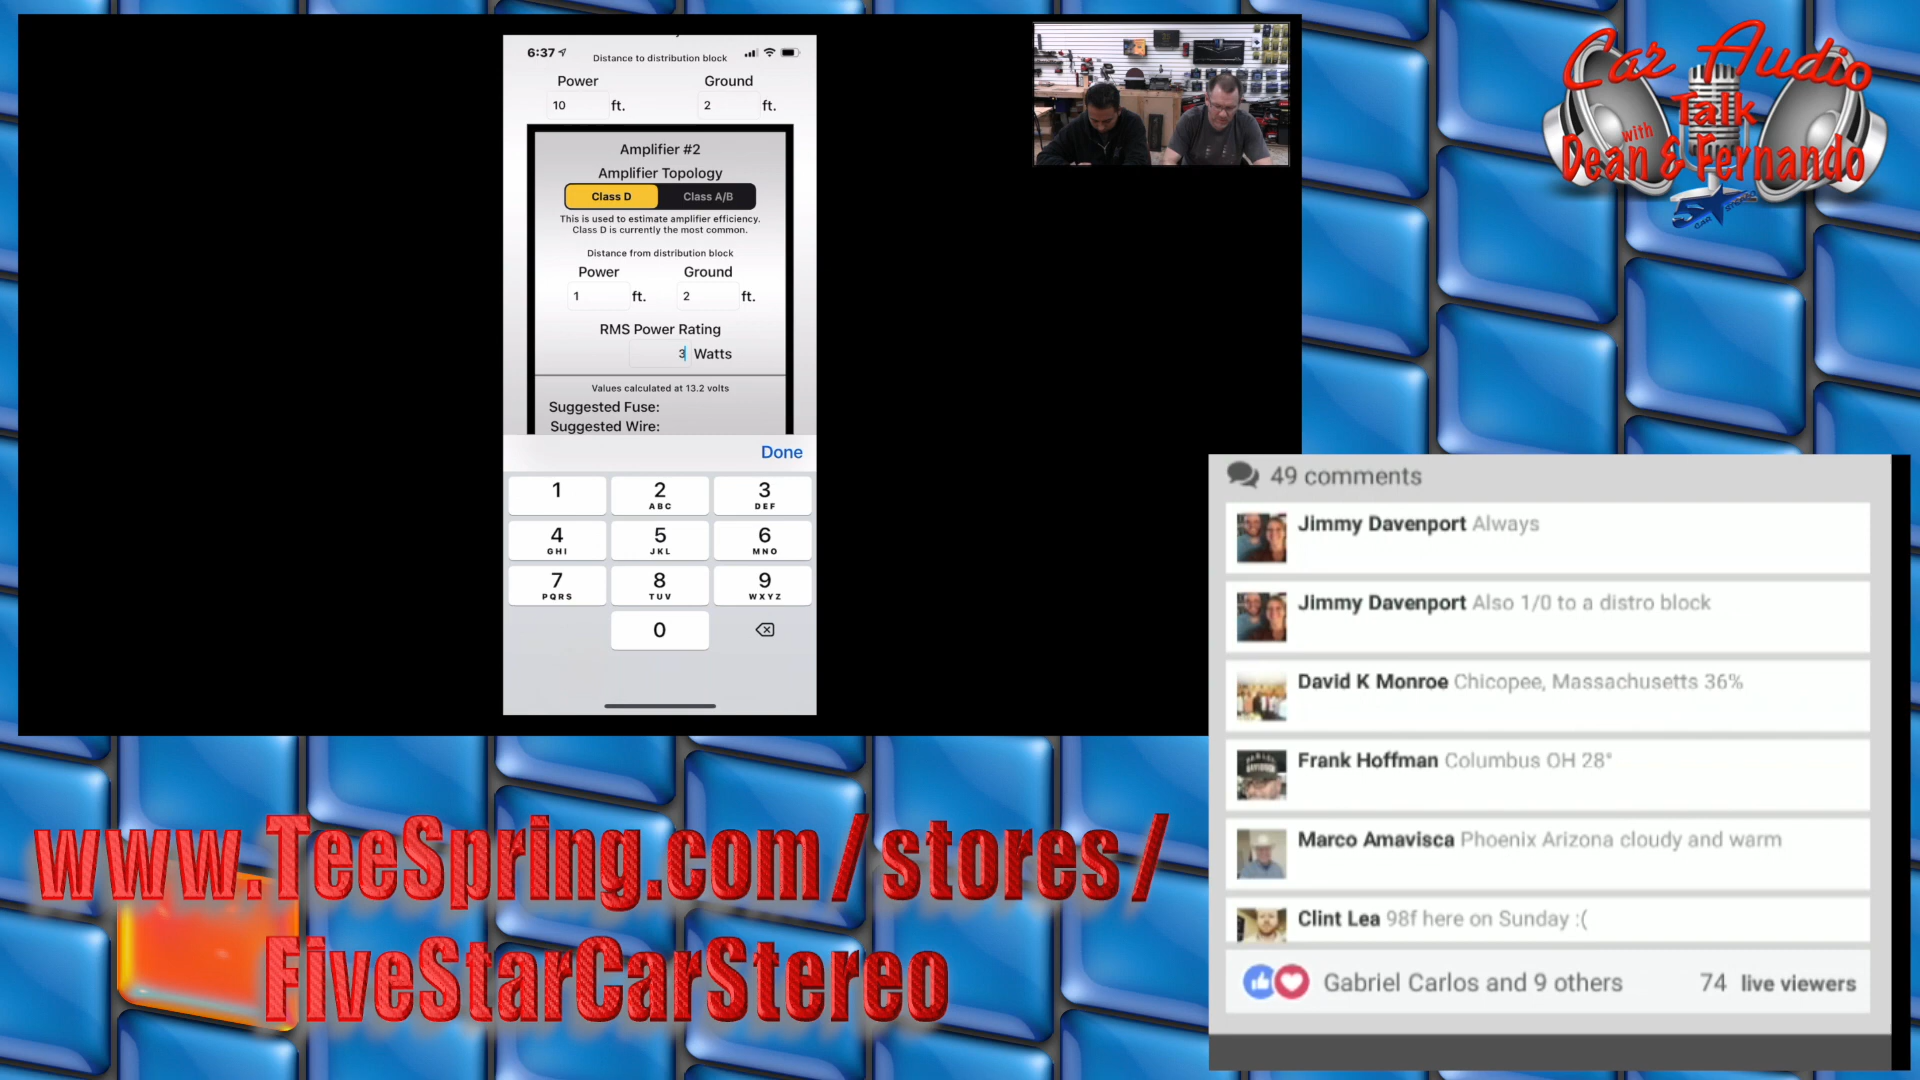 6:37
Distance to distribution block
Power Ground
10 ft. 2 ft.
Amplifier #2
Amplifier Topology
Class D Class A/B
This is used to estimate amplifier efficiency.
Class D is currently the most common.
Distance from distribution block
Power Ground
1 ft. 2 ft.
RMS Power Rating
3 Watts
Values calculated at 13.2 volts
Suggested Fuse:
Suggested Wire:
Done
1 2 3
ABC DEF
4 5 6
GHI JKL MNO
7 8 9
PQRS TUV WXYZ
0
Car Audio
Talk
with
Dean & Fernando
49 comments
Jimmy Davenport Always
Jimmy Davenport Also 1/0 to a distro block
David K Monroe Chicopee, Massachusetts 36%
Frank Hoffman Columbus OH 28°
Marco Amavisca Phoenix Arizona cloudy and warm
Clint Lea 98f here on Sunday :(
Gabriel Carlos and 9 others 74 live viewers
www.TeeSpring.com/stores/
FiveStarCarStereo